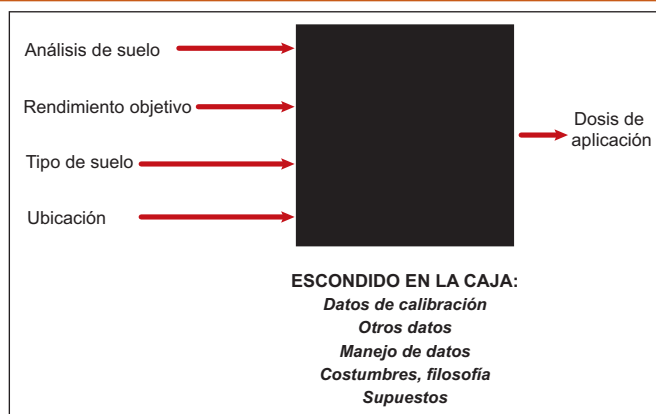 Análisis de suelo
Rendimiento objetivo
Tipo de suelo
Ubicación
Dosis de
aplicación
ESCONDIDO EN LA CAJA:
Datos de calibración
Otros datos
Manejo de datos
Costumbres, filosofía
Supuestos